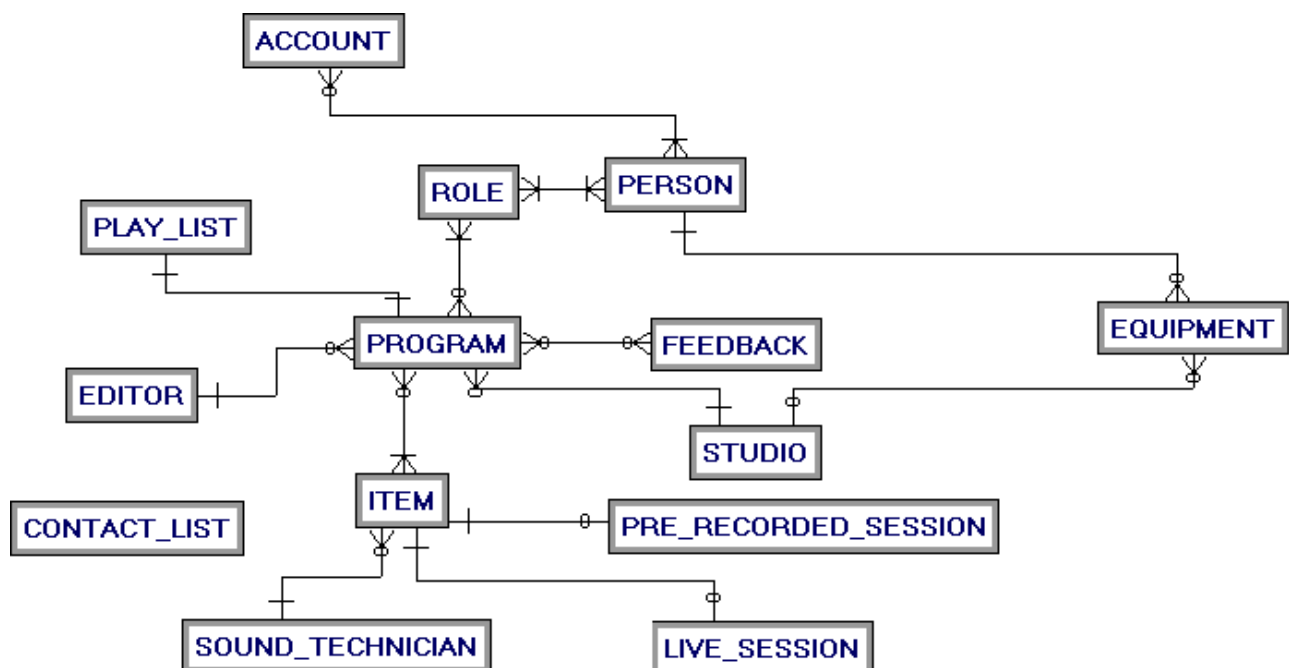 ACCOUNT
ROLE
PERSON
PLAY_LIST
PROGRAM
FEEDBACK
EQUIPMENT
EDITOR
STUDIO
ITEM
CONTACT_LIST
PRE_RECORDED_SESSION
SOUND_TECHNICIAN
LIVE_SESSION